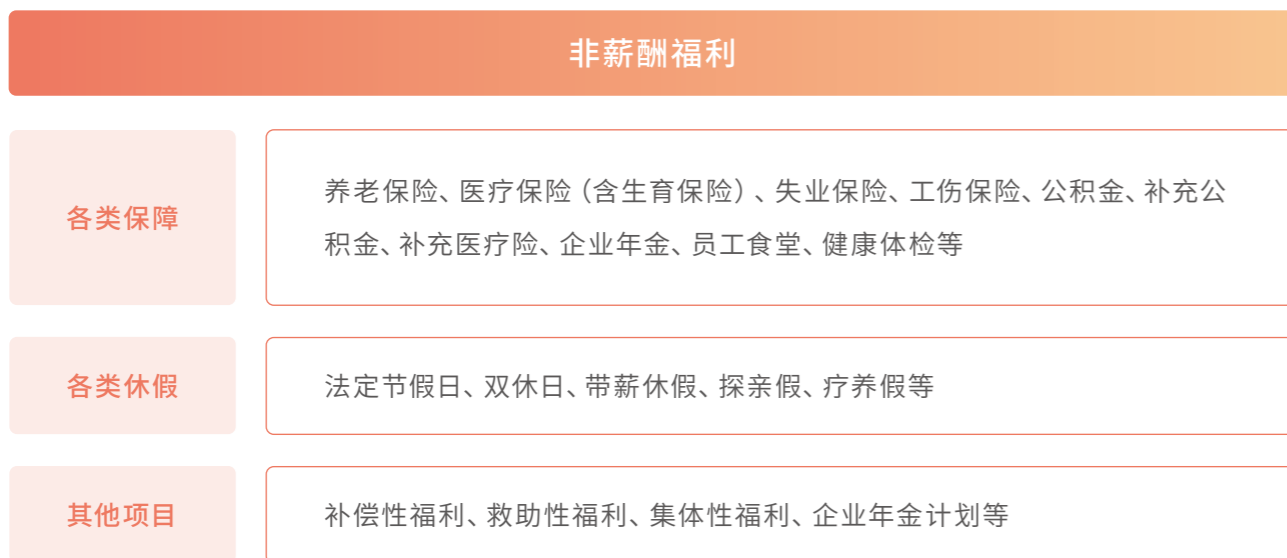 非薪酬福利
各类保障
养老保险、医疗保险（含生育保险）、失业保险、工伤保险、公积金、补充公
积金、补充医疗险、企业年金、员工食堂、健康体检等
各类休假
法定节假日、双休日、带薪休假、探亲假、疗养假等
其他项目
补偿性福利、救助性福利、集体性福利、企业年金计划等